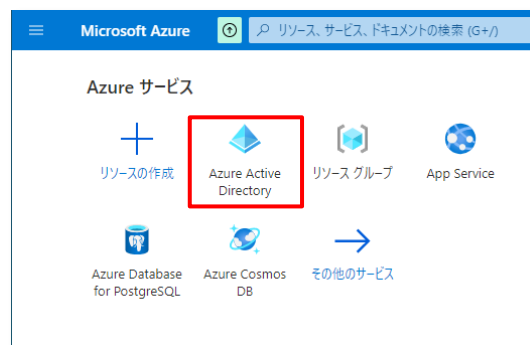 Microsoft Azure
リソース、サービス、ドキュメントの検索 (G+/)
Azure サービス
リソースの作成
Azure Active
Directory
リソース グループ
App Service
Azure Database
for PostgreSQL
Azure Cosmos
DB
その他のサービス